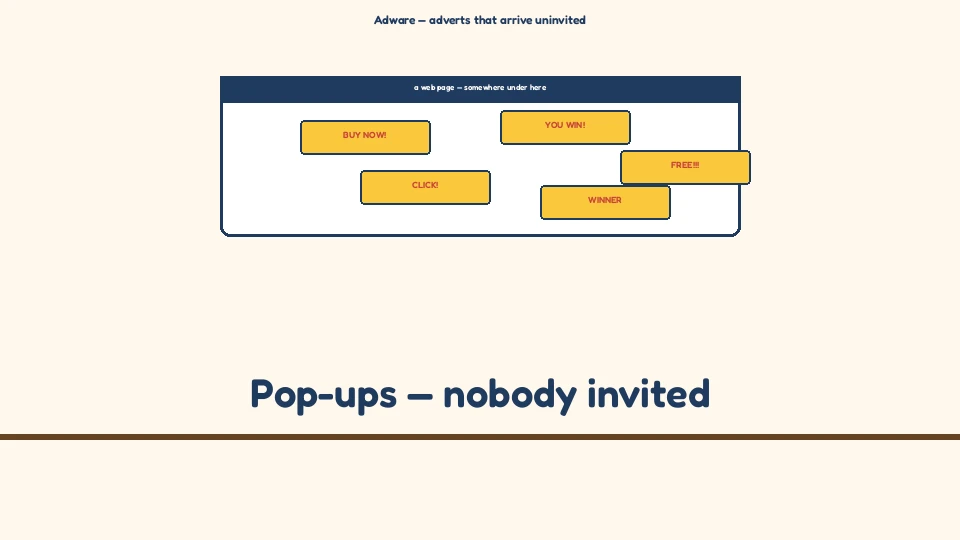 Adware — adverts that arrive uninvited
a web page — somewhere under here
YOU WIN!
BUY NOW!
FREE!!!
CLICK!
WINNER
Pop-ups — nobody invited